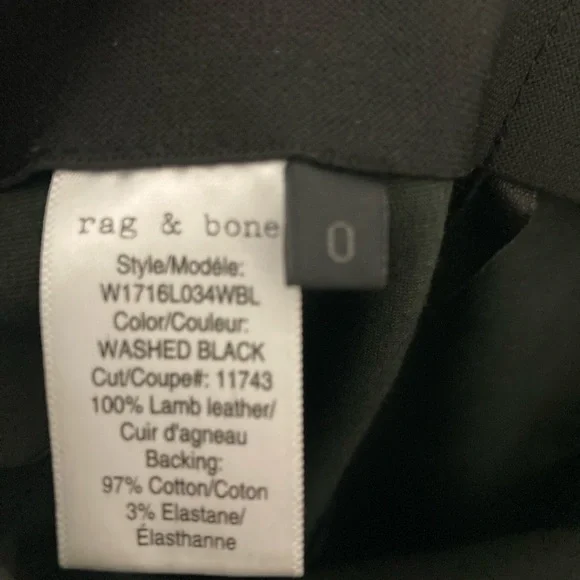 rag & bone
0
Style/Modéle:
W1716L034WBL
Color/Couleur:
WASHED BLACK
Cut/Coupe#: 11743
100% Lamb leather/
Cuir d'agneau
Backing:
97% Cotton/Coton
3% Elastane/
Élasthanne